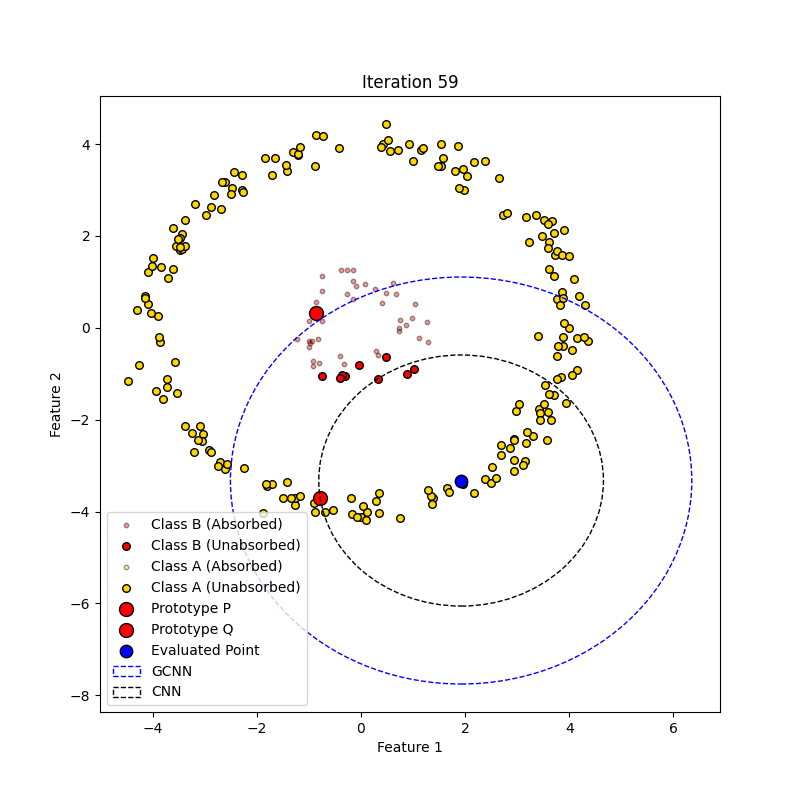 Iteration 59
Feature 2
4
2
0
−2
−4
−6
−8
Class B (Absorbed)
Class B (Unabsorbed)
Class A (Absorbed)
Class A (Unabsorbed)
Prototype P
Prototype Q
Evaluated Point
GCNN
CNN
−4 −2 0 2 4 6
Feature 1